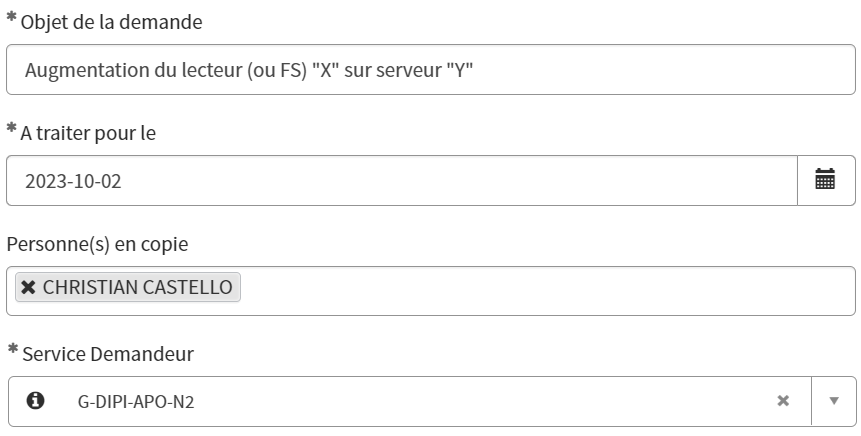 * Objet de la demande
Augmentation du lecteur (ou FS) "X" sur serveur "Y"
* A traiter pour le
2023-10-02
Personne(s) en copie
✖ CHRISTIAN CASTELLO
* Service Demandeur
G-DIPI-APO-N2